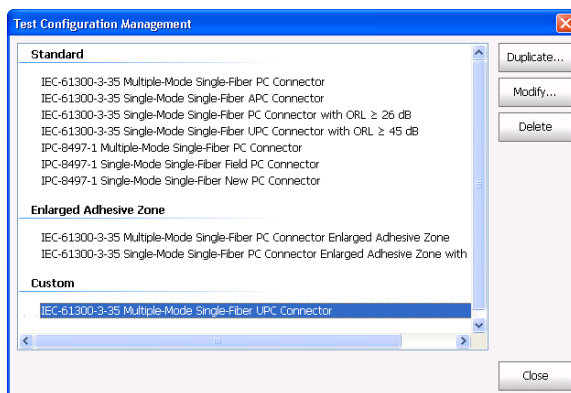 Test Configuration Management
Standard
IEC-61300-3-35 Multiple-Mode Single-Fiber PC Connector
IEC-61300-3-35 Single-Mode Single-Fiber APC Connector
IEC-61300-3-35 Single-Mode Single-Fiber PC Connector with ORL ≥ 26 dB
IEC-61300-3-35 Single-Mode Single-Fiber UPC Connector with ORL ≥ 45 dB
IPC-8497-1 Multiple-Mode Single-Fiber PC Connector
IPC-8497-1 Single-Mode Single-Fiber Field PC Connector
IPC-8497-1 Single-Mode Single-Fiber New PC Connector
Enlarged Adhesive Zone
IEC-61300-3-35 Multiple-Mode Single-Fiber PC Connector Enlarged Adhesive Zone
IEC-61300-3-35 Single-Mode Single-Fiber PC Connector Enlarged Adhesive Zone with
Custom
IEC-61300-3-35 Multiple-Mode Single-Fiber UPC Connector
Duplicate...
Modify...
Delete
Close